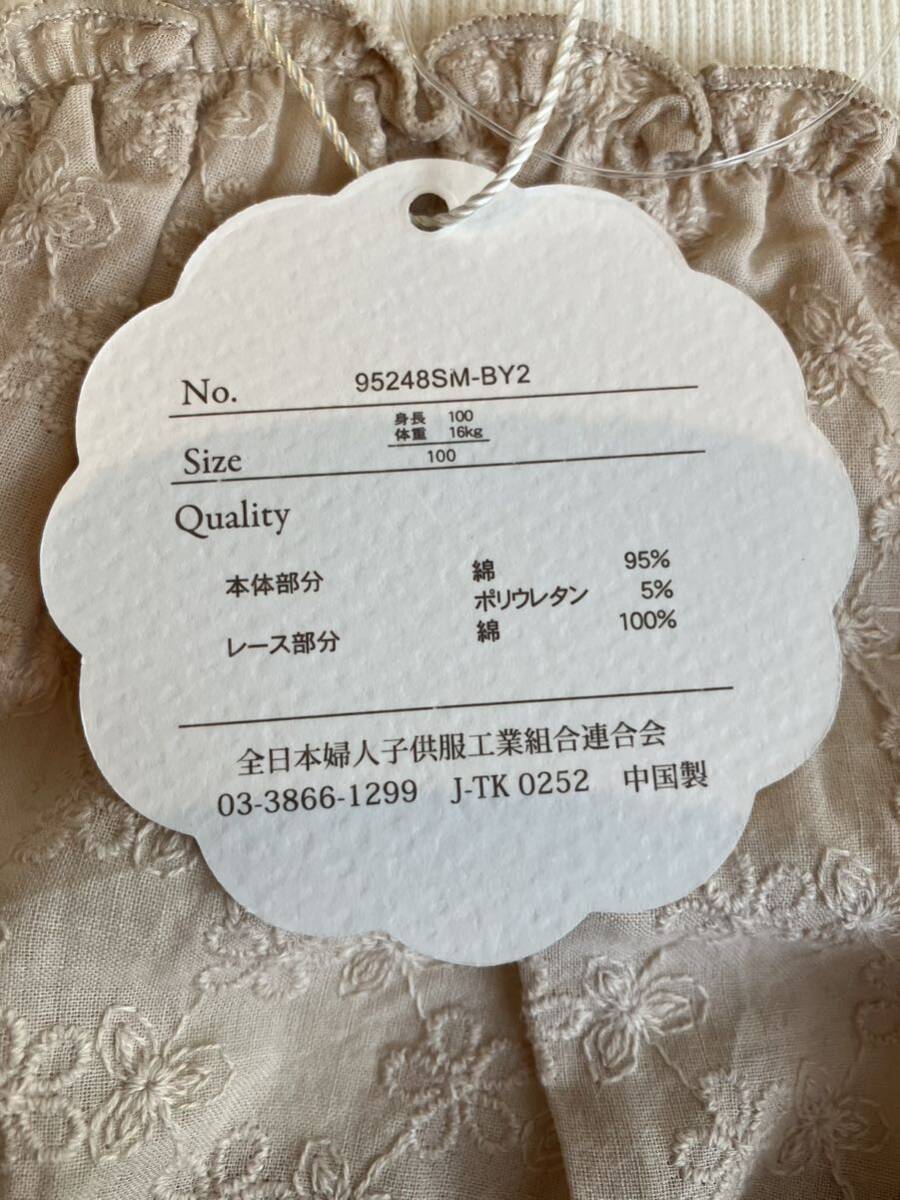 No. 95248SM-BY2
身長 100
体重 16kg
Size 100
Quality
本体部分 綿 95%
ポリウレタン 5%
レース部分 綿 100%
全日本婦人子供服工業組合連合会
03-3866-1299 J-TK 0252 中国製